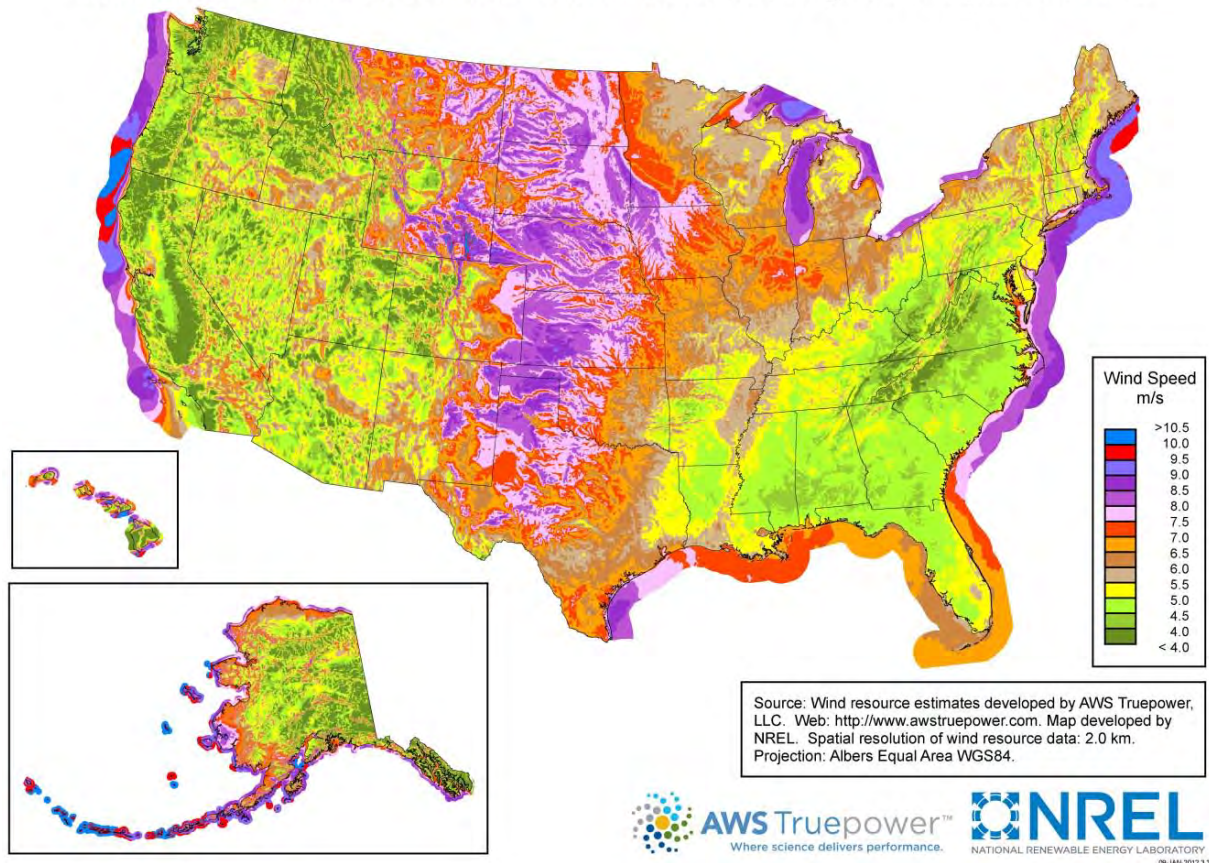 Wind Speed
m/s
>10.5
10.0
9.5
9.0
8.5
8.0
7.5
7.0
6.5
6.0
5.5
5.0
4.5
4.0
< 4.0
Source: Wind resource estimates developed by AWS Truepower,
LLC. Web: http://www.awstruepower.com. Map developed by
NREL. Spatial resolution of wind resource data: 2.0 km.
Projection: Albers Equal Area WGS84.
AWS Truepower™
Where science delivers performance.
NREL
NATIONAL RENEWABLE ENERGY LABORATORY